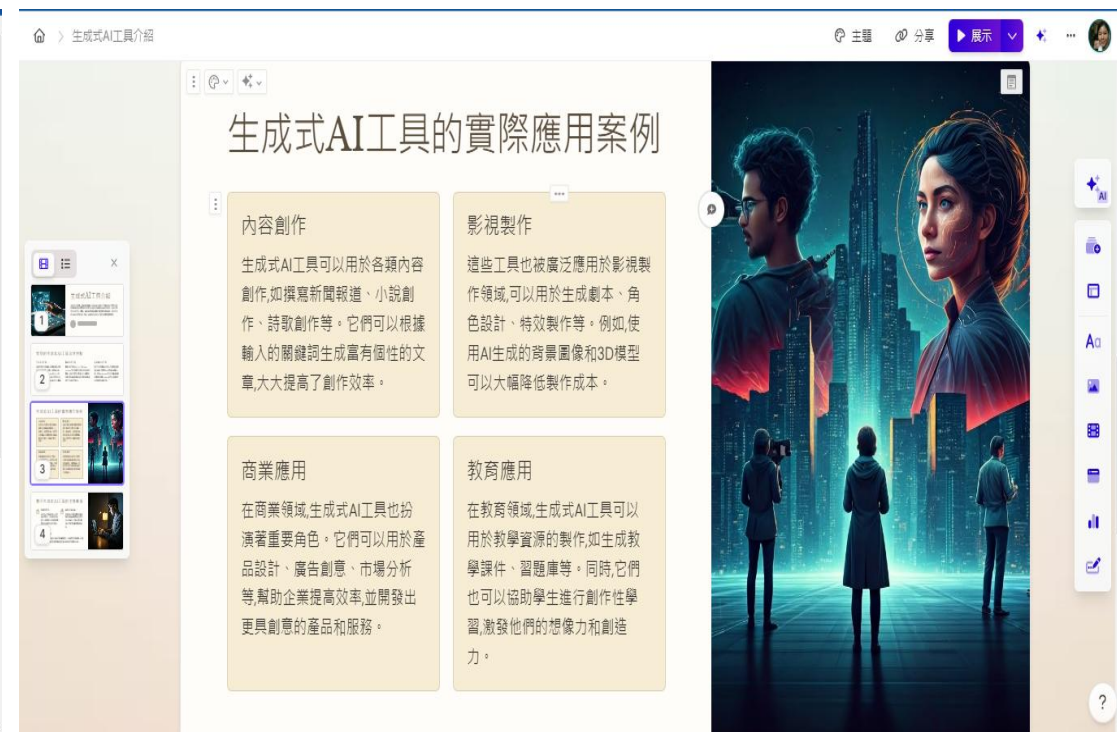 生成式AI工具介紹
主題
分享
展示
生成式AI工具的實際應用案例
內容創作
生成式AI工具可以用於各類內容
創作,如撰寫新聞報道、小說創
作、詩歌創作等。它們可以根據
輸入的關鍵詞生成富有個性的文
章,大大提高了創作效率。
影視製作
這些工具也被廣泛應用於影視製
作領域,可以用於生成劇本、角
色設計、特效製作等。例如,使
用AI生成的背景圖像和3D模型
可以大幅降低製作成本。
商業應用
在商業領域,生成式AI工具也扮
演著重要角色。它們可以用於產
品設計、廣告創意、市場分析
等,幫助企業提高效率,並開發出
更具創意的產品和服務。
教育應用
在教育領域,生成式AI工具可以
用於教學資源的製作,如生成教
學課件、習題庫等。同時,它們
也可以協助學生進行創作性學
習,激發他們的想像力和創造
力。
生成式AI工具介紹
1
2
3
4
AI
Aa
?